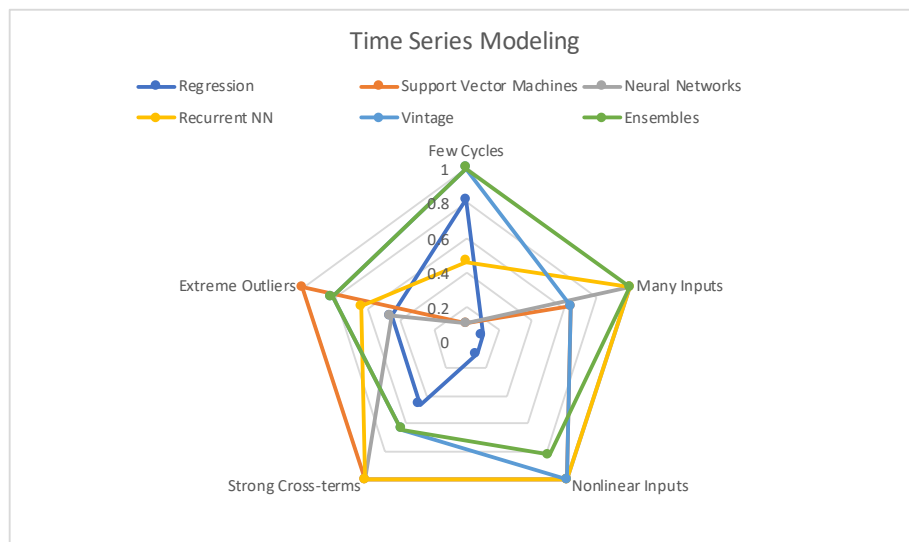 Time Series Modeling
Regression
Support Vector Machines
Neural Networks
Recurrent NN
Vintage
Ensembles
Few Cycles
1
0.8
0.6
0.4
0.2
0
Extreme Outliers
Many Inputs
Strong Cross-terms
Nonlinear Inputs